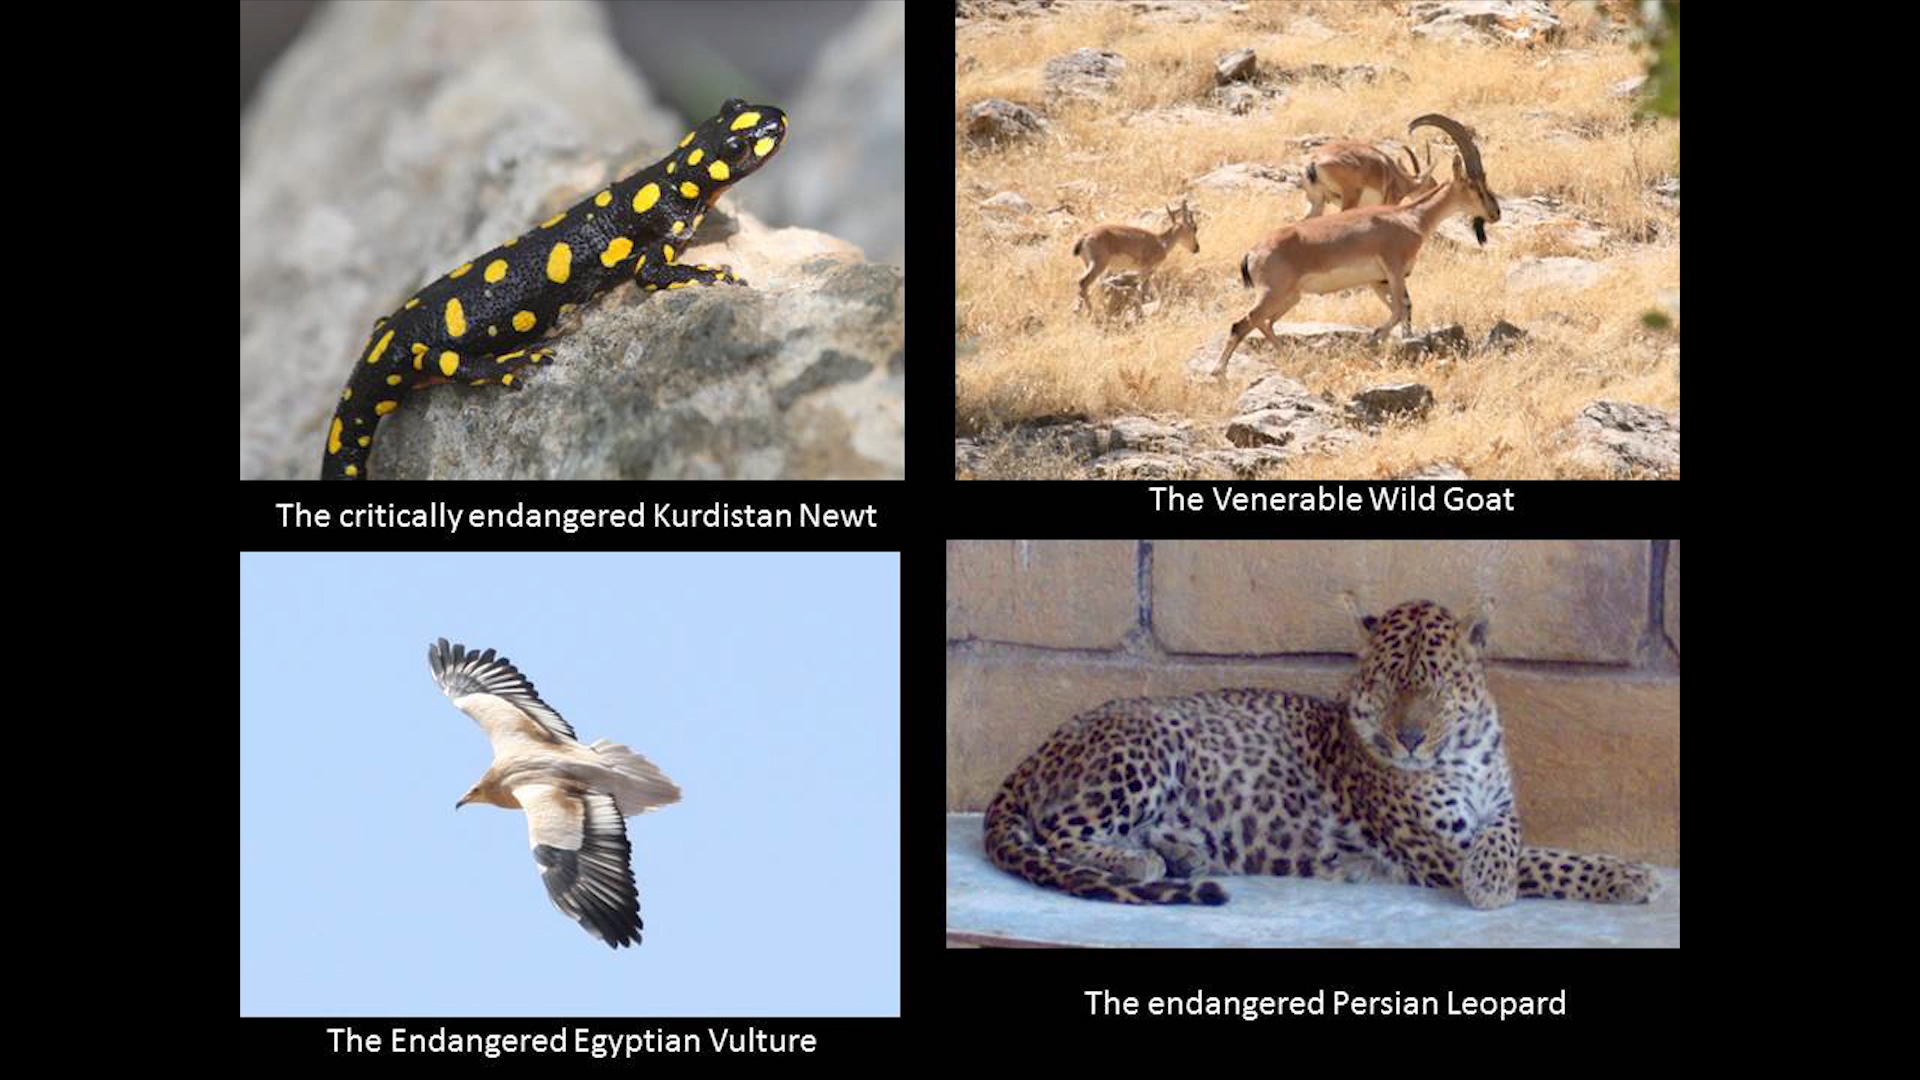 The critically endangered Kurdistan Newt
The Venerable Wild Goat
The Endangered Egyptian Vulture
The endangered Persian Leopard